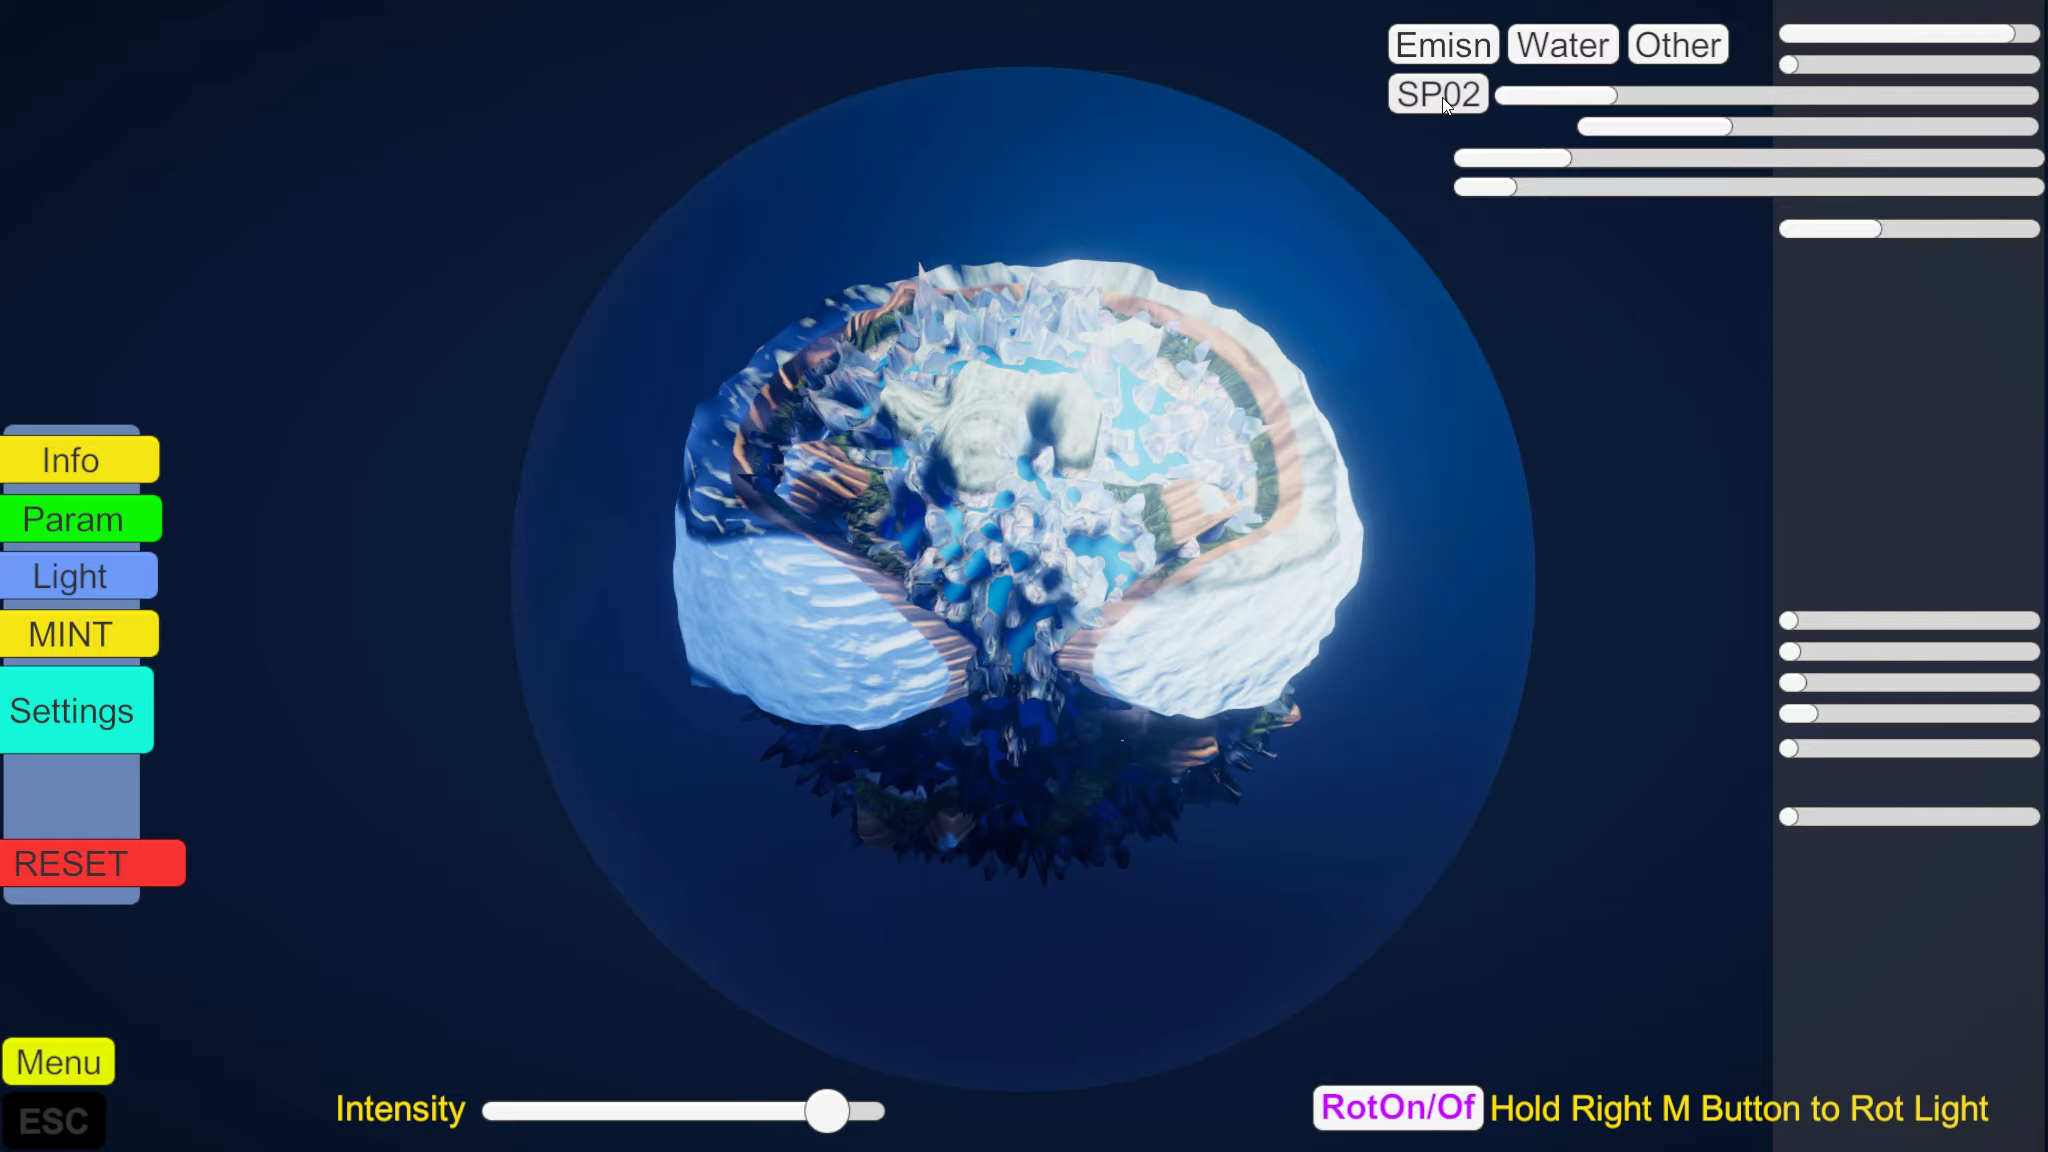 Emisn Water Other
SP02
Info
Param
Light
MINT
Settings
RESET
Menu
ESC
Intensity
RotOn/Of Hold Right M Button to Rot Light